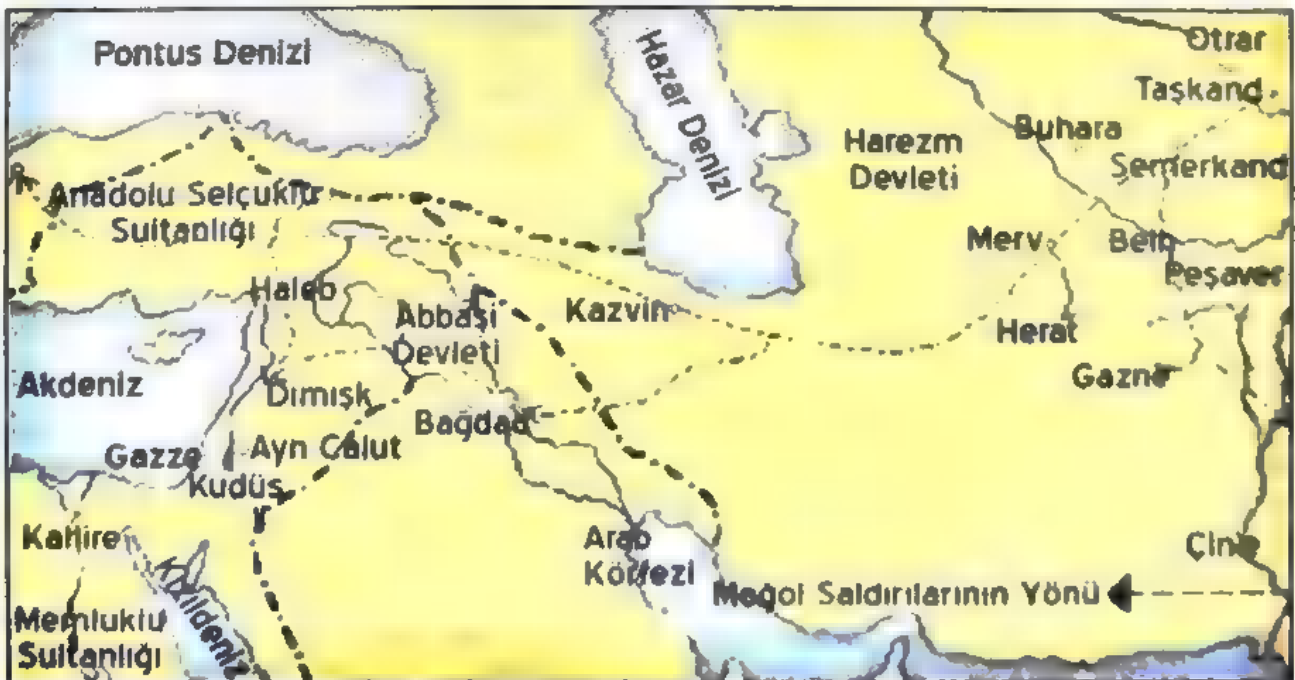 Pontus Denizi
Hazar Denizi
Otrar
Taşkand
Buhara
Harezm
Devleti
Semerkand
Anadolu Selçuklu
Sultanlığı
Merv
Belh
Peşaver
Haleb
Abbasi
Devleti
Kazvin
Herat
Gazne
Akdeniz
Dımışk
Bağdad
Gazze
Ayn Calut
Kudüs
Kahire
Kızıldeniz
Arap
Körfezi
Çin
Moğol Saldırılarının Yönü
Memluktu
Sultanlığı